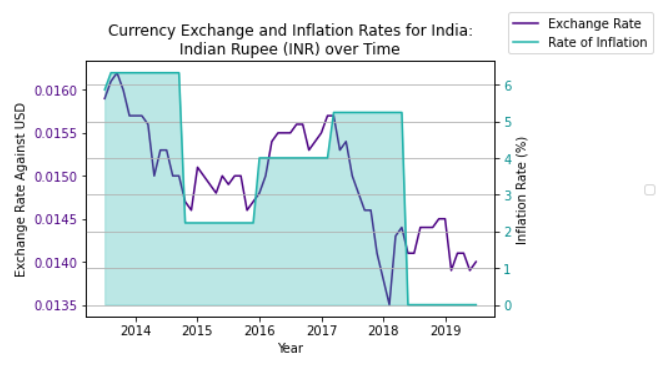 Currency Exchange and Inflation Rates for India:
Indian Rupee (INR) over Time
Exchange Rate
Rate of Inflation
Exchange Rate Against USD
0.0160
0.0155
0.0150
0.0145
0.0140
0.0135
6
5
4
3
2
1
0
Inflation Rate (%)
2014 2015 2016 2017 2018 2019
Year